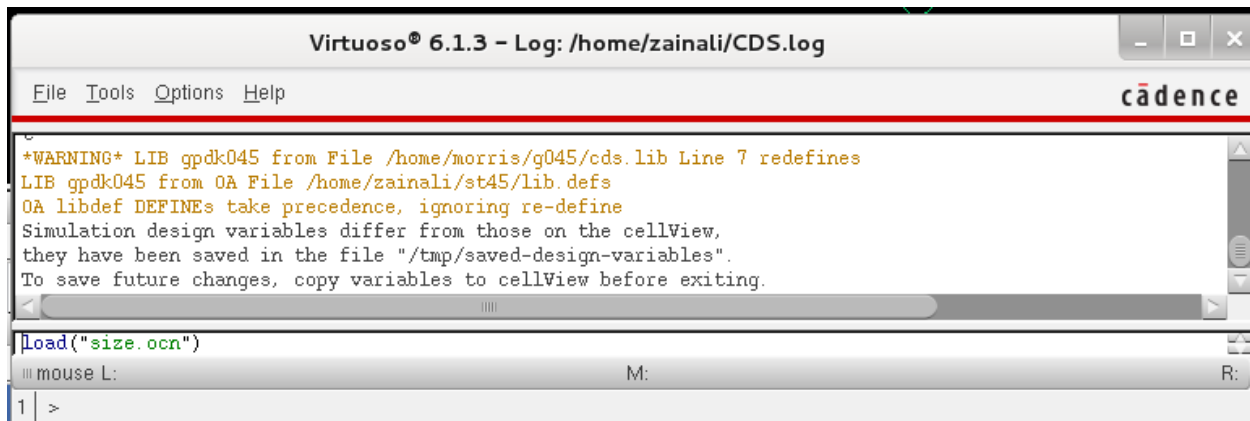 Virtuoso® 6.1.3 – Log: /home/zainali/CDS.log
File Tools Options Help
cādence
*WARNING* LIB gpdk045 from File /home/morris/g045/cds.lib Line 7 redefines
LIB gpdk045 from OA File /home/zainali/st45/lib.defs
OA libdef DEFINEs take precedence, ignoring re-define
Simulation design variables differ from those on the cellView,
they have been saved in the file "/tmp/saved-design-variables".
To save future changes, copy variables to cellView before exiting.
load("size.ocn")
mouse L: M: R:
1 >